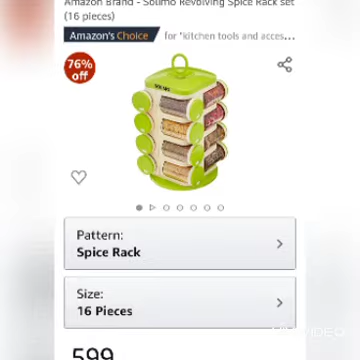 Amazon Brand - Solimo Revolving Spice Rack set
(16 pieces)
Amazon's Choice for "kitchen tools and acces...
76%
off
Pattern:
Spice Rack
Size:
16 Pieces
599